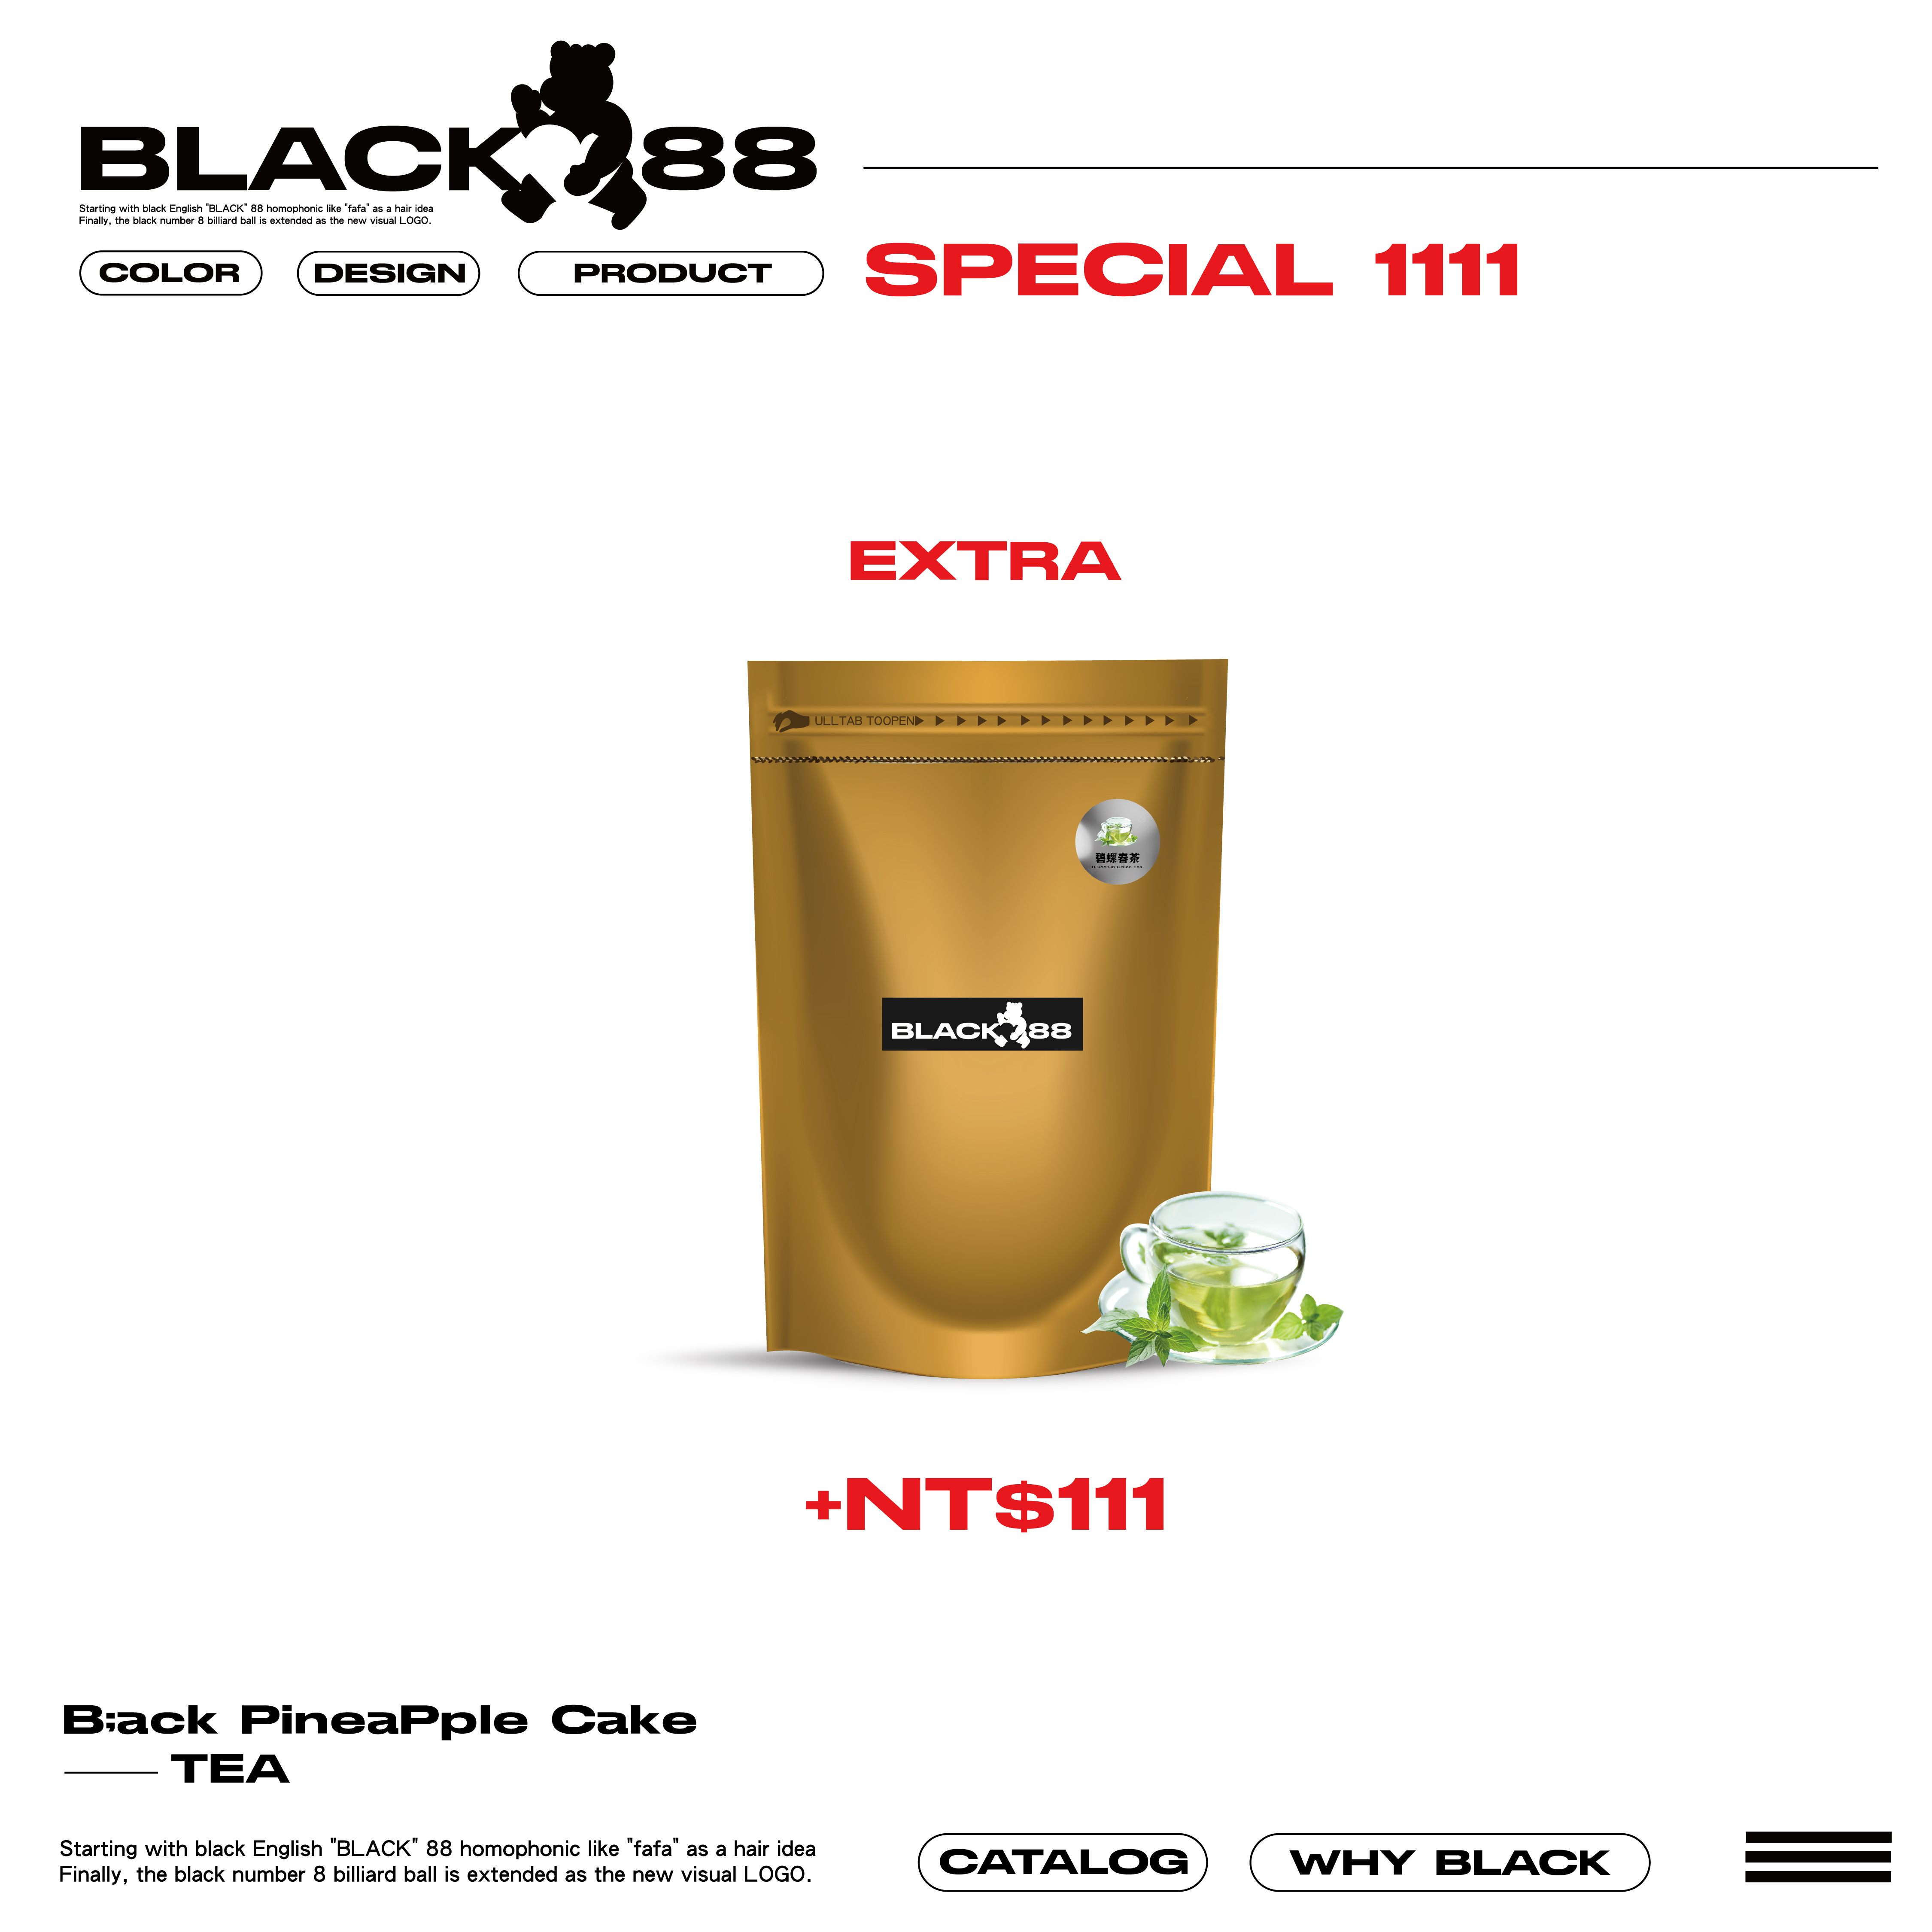 BLACK 88
Starting with black English "BLACK" 88 homophonic like "fafa" as a hair idea
Finally, the black number 8 billiard ball is extended as the new visual LOGO.
COLOR
DESIGN
PRODUCT
SPECIAL 1111
EXTRA
ULLTAB TOOPEN
碧螺春茶
Green Tea
BLACK 88
+NT$111
B;ack PineaPple Cake
TEA
Starting with black English "BLACK" 88 homophonic like "fafa" as a hair idea
Finally, the black number 8 billiard ball is extended as the new visual LOGO.
CATALOG
WHY BLACK